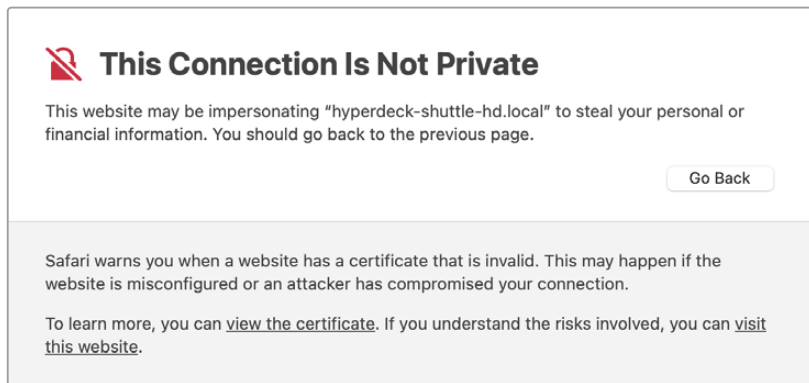 This Connection Is Not Private
This website may be impersonating “hyperdeck-shuttle-hd.local” to steal your personal or
financial information. You should go back to the previous page.
Go Back
Safari warns you when a website has a certificate that is invalid. This may happen if the
website is misconfigured or an attacker has compromised your connection.
To learn more, you can view the certificate. If you understand the risks involved, you can visit
this website.